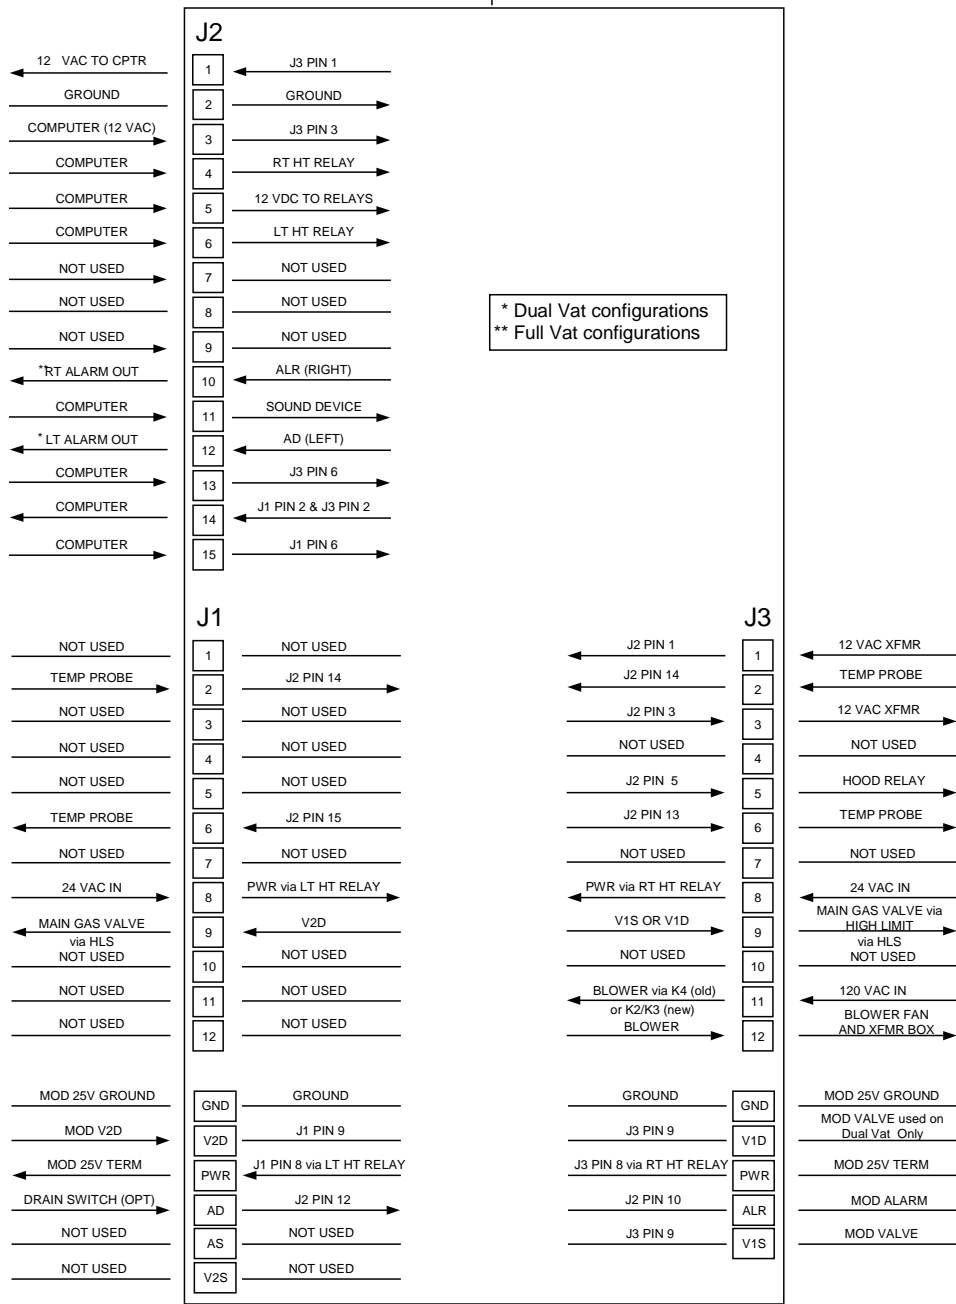 J2
12 VAC TO CPTR 1 J3 PIN 1
GROUND 2 GROUND
COMPUTER (12 VAC) 3 J3 PIN 3
COMPUTER 4 RT HT RELAY
COMPUTER 5 12 VDC TO RELAYS
COMPUTER 6 LT HT RELAY
NOT USED 7 NOT USED
NOT USED 8 NOT USED
NOT USED 9 NOT USED
**RT ALARM OUT 10 ALR (RIGHT)
COMPUTER 11 SOUND DEVICE
* LT ALARM OUT 12 AD (LEFT)
COMPUTER 13 J3 PIN 6
COMPUTER 14 J1 PIN 2 & J3 PIN 2
COMPUTER 15 J1 PIN 6
* Dual Vat configurations
** Full Vat configurations
J1
NOT USED 1 NOT USED
TEMP PROBE 2 J2 PIN 14
NOT USED 3 NOT USED
NOT USED 4 NOT USED
NOT USED 5 NOT USED
TEMP PROBE 6 J2 PIN 15
NOT USED 7 NOT USED
24 VAC IN 8 PWR via LT HT RELAY
MAIN GAS VALVE 9 V2D
via HLS
NOT USED 10 NOT USED
NOT USED 11 NOT USED
NOT USED 12 NOT USED
MOD 25V GROUND GND GROUND
MOD V2D V2D J1 PIN 9
MOD 25V TERM PWR J1 PIN 8 via LT HT RELAY
DRAIN SWITCH (OPT) AD J2 PIN 12
NOT USED AS NOT USED
NOT USED V2S NOT USED
J3
J2 PIN 1 1 12 VAC XFMR
J2 PIN 14 2 TEMP PROBE
J2 PIN 3 3 12 VAC XFMR
NOT USED 4 NOT USED
J2 PIN 5 5 HOOD RELAY
J2 PIN 13 6 TEMP PROBE
NOT USED 7 NOT USED
PWR via RT HT RELAY 8 24 VAC IN
MAIN GAS VALVE via
V1S OR V1D 9 HIGH LIMIT
via HLS
NOT USED 10 NOT USED
BLOWER via K4 (old) 11 120 VAC IN
or K2/K3 (new)
BLOWER FAN
BLOWER 12 AND XFMR BOX
GROUND GND MOD 25V GROUND
MOD VALVE used on
J3 PIN 9 V1D Dual Vat Only
J3 PIN 8 via RT HT RELAY PWR MOD 25V TERM
J2 PIN 10 ALR MOD ALARM
J3 PIN 9 V1S MOD VALVE